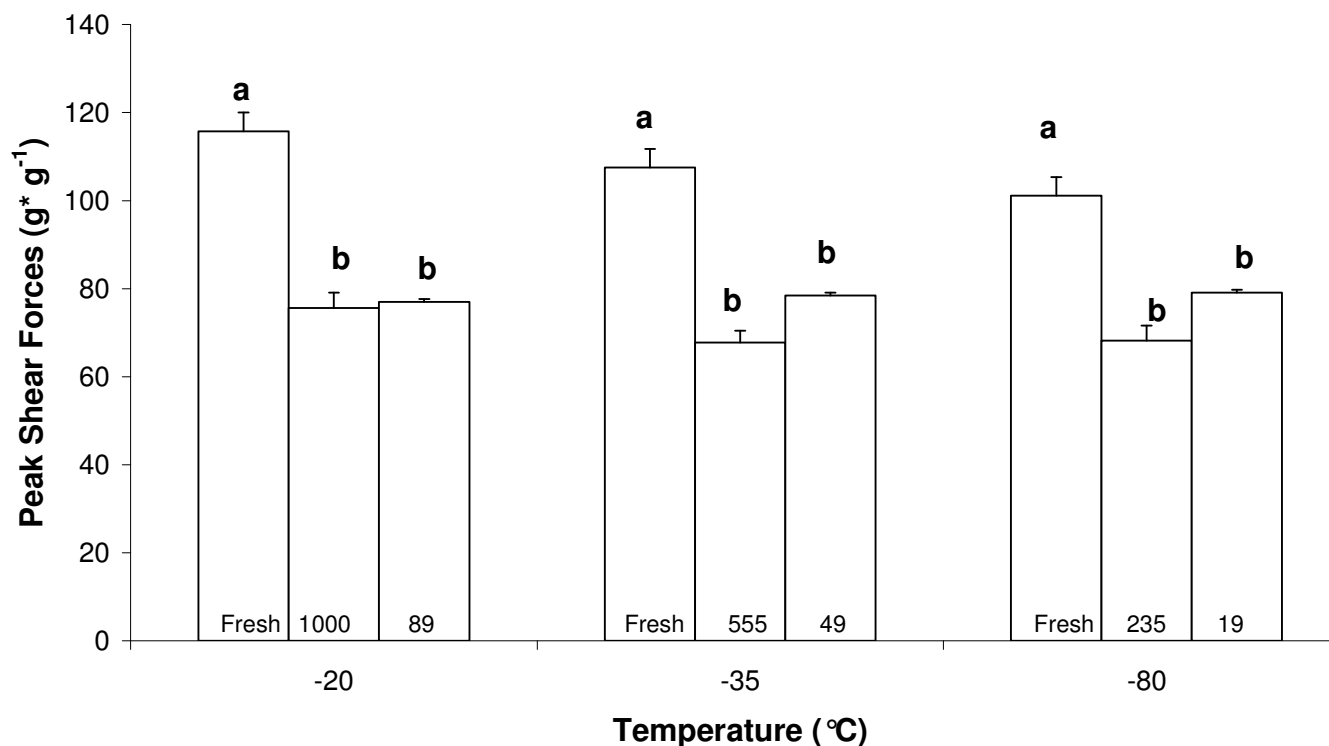 140
120
100
80
60
40
20
0
Peak Shear Forces (g* g⁻¹)
a
b
b
a
b
b
a
b
b
Fresh 1000 89
Fresh 555 49
Fresh 235 19
-20 -35 -80
Temperature (°C)